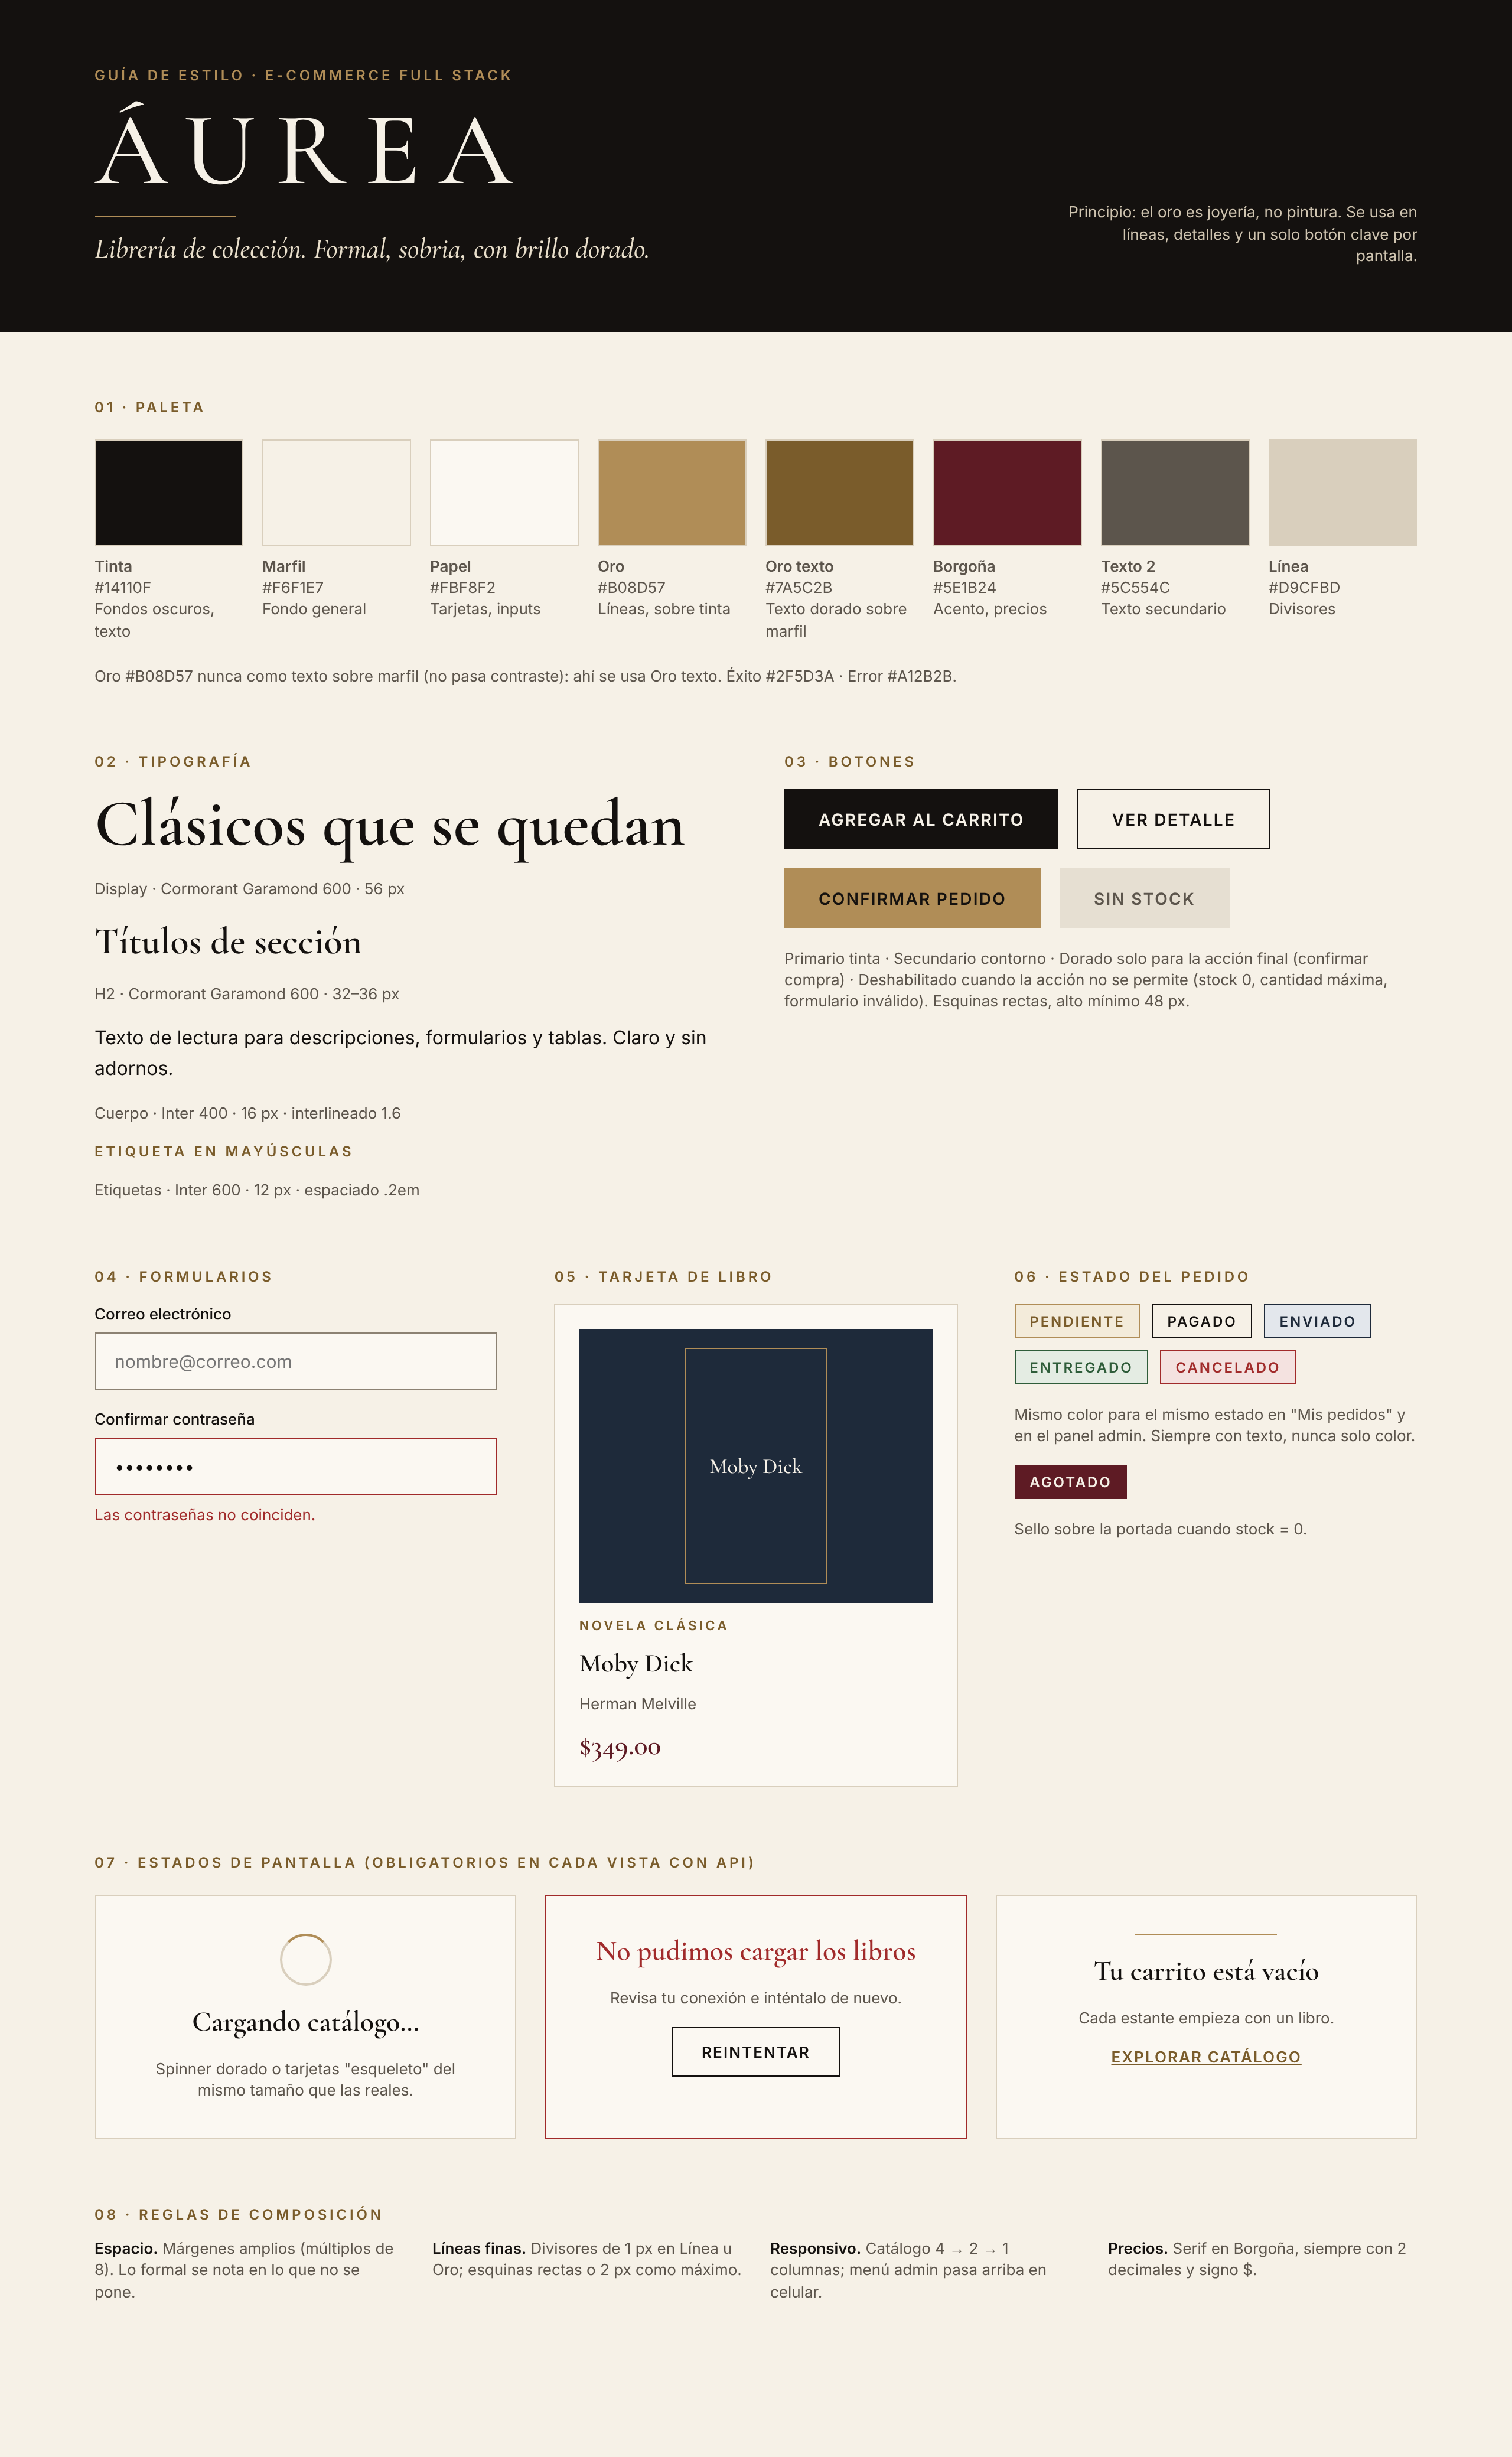 GUÍA DE ESTILO · E-COMMERCE FULL STACK
ÁUREA
Librería de colección. Formal, sobria, con brillo dorado.
Principio: el oro es joyería, no pintura. Se usa en
líneas, detalles y un solo botón clave por
pantalla.
01 · PALETA
Tinta
#14110F
Fondos oscuros,
texto
Marfil
#F6F1E7
Fondo general
Papel
#FBF8F2
Tarjetas, inputs
Oro
#B08D57
Líneas, sobre tinta
Oro texto
#7A5C2B
Texto dorado sobre
marfil
Borgoña
#5E1B24
Acento, precios
Texto 2
#5C554C
Texto secundario
Línea
#D9CFBD
Divisores
Oro #B08D57 nunca como texto sobre marfil (no pasa contraste): ahí se usa Oro texto. Éxito #2F5D3A · Error #A12B2B.
02 · TIPOGRAFÍA
Clásicos que se quedan
Display · Cormorant Garamond 600 · 56 px
Títulos de sección
H2 · Cormorant Garamond 600 · 32–36 px
Texto de lectura para descripciones, formularios y tablas. Claro y sin
adornos.
Cuerpo · Inter 400 · 16 px · interlineado 1.6
ETIQUETA EN MAYÚSCULAS
Etiquetas · Inter 600 · 12 px · espaciado .2em
03 · BOTONES
AGREGAR AL CARRITO
VER DETALLE
CONFIRMAR PEDIDO
SIN STOCK
Primario tinta · Secundario contorno · Dorado solo para la acción final (confirmar
compra) · Deshabilitado cuando la acción no se permite (stock 0, cantidad máxima,
formulario inválido). Esquinas rectas, alto mínimo 48 px.
04 · FORMULARIOS
Correo electrónico
nombre@correo.com
Confirmar contraseña
••••••••
Las contraseñas no coinciden.
05 · TARJETA DE LIBRO
Moby Dick
NOVELA CLÁSICA
Moby Dick
Herman Melville
$349.00
06 · ESTADO DEL PEDIDO
PENDIENTE
PAGADO
ENVIADO
ENTREGADO
CANCELADO
Mismo color para el mismo estado en "Mis pedidos" y
en el panel admin. Siempre con texto, nunca solo color.
AGOTADO
Sello sobre la portada cuando stock = 0.
07 · ESTADOS DE PANTALLA (OBLIGATORIOS EN CADA VISTA CON API)
Cargando catálogo…
Spinner dorado o tarjetas "esqueleto" del
mismo tamaño que las reales.
No pudimos cargar los libros
Revisa tu conexión e inténtalo de nuevo.
REINTENTAR
Tu carrito está vacío
Cada estante empieza con un libro.
EXPLORAR CATÁLOGO
08 · REGLAS DE COMPOSICIÓN
Espacio. Márgenes amplios (múltiplos de
8). Lo formal se nota en lo que no se
pone.
Líneas finas. Divisores de 1 px en Línea u
Oro; esquinas rectas o 2 px como máximo.
Responsivo. Catálogo 4 → 2 → 1
columnas; menú admin pasa arriba en
celular.
Precios. Serif en Borgoña, siempre con 2
decimales y signo $.